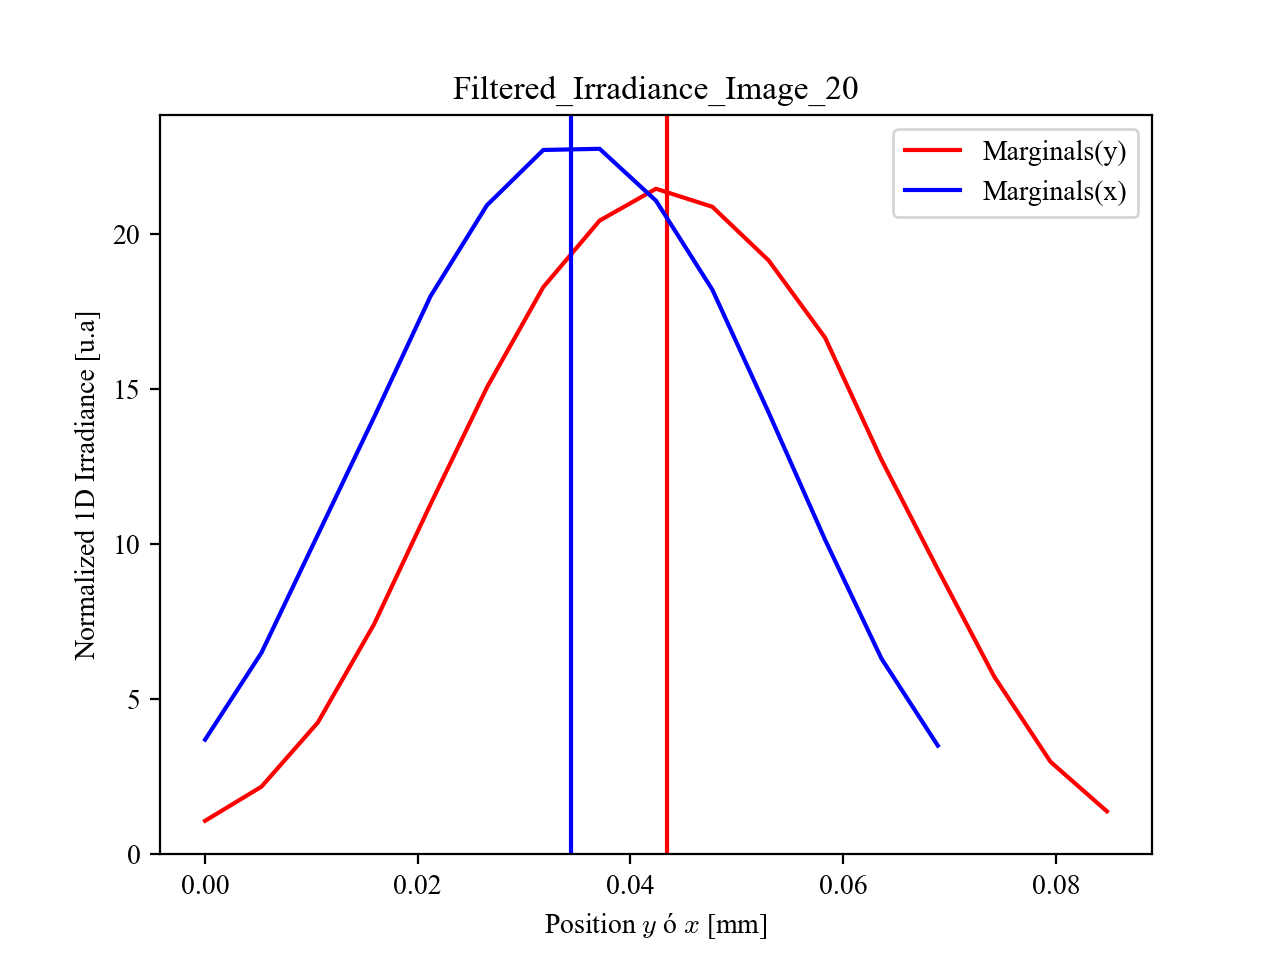 Filtered_Irradiance_Image_20
Marginals(y)
Marginals(x)
Normalized 1D Irradiance [u.a]
20
15
10
5
0
0.00 0.02 0.04 0.06 0.08
Position y ó x [mm]